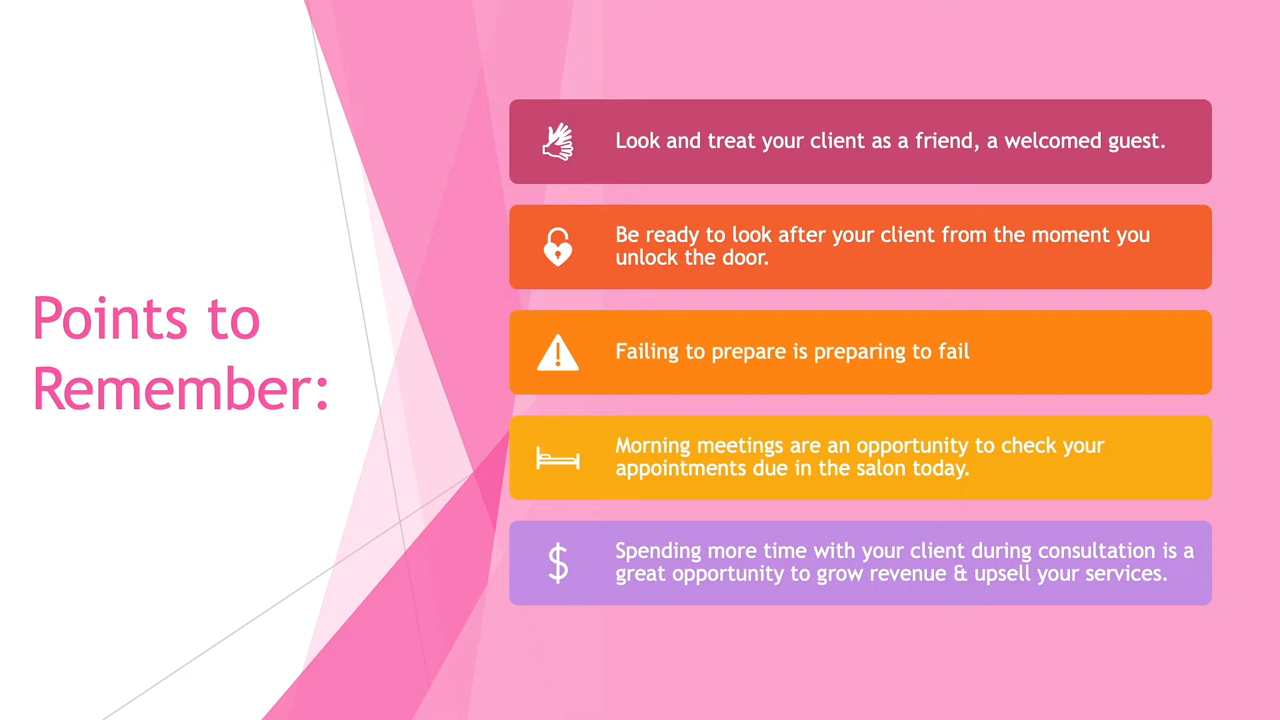 Points to
Remember:
Look and treat your client as a friend, a welcomed guest.
Be ready to look after your client from the moment you
unlock the door.
Failing to prepare is preparing to fail
Morning meetings are an opportunity to check your
appointments due in the salon today.
Spending more time with your client during consultation is a
great opportunity to grow revenue & upsell your services.